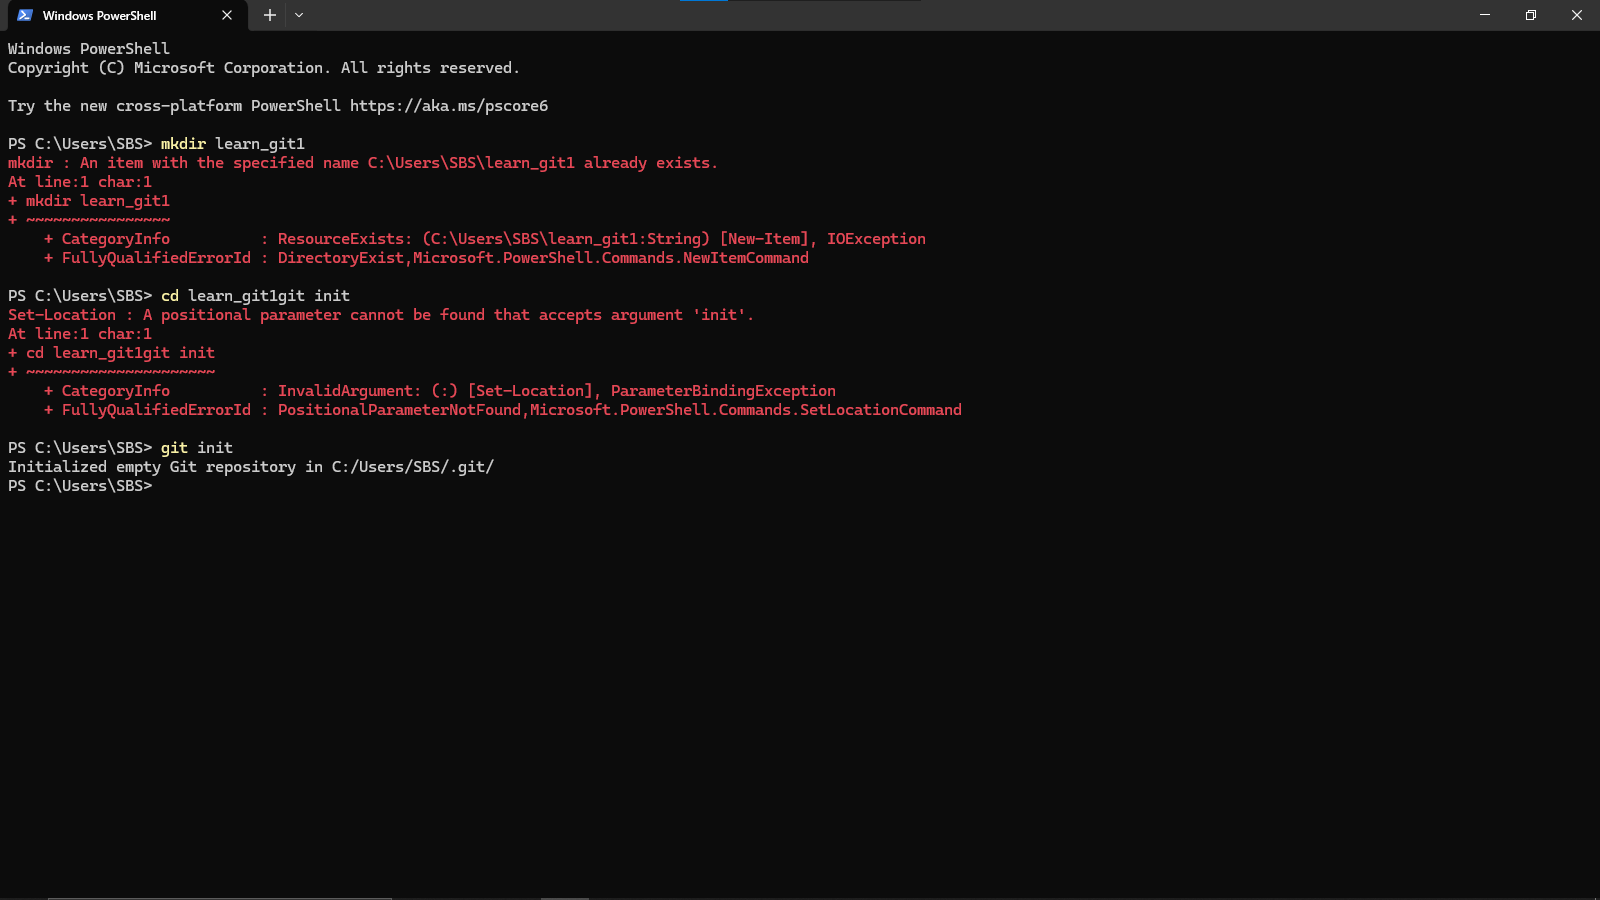 Windows PowerShell
Windows PowerShell
Copyright (C) Microsoft Corporation. All rights reserved.
Try the new cross-platform PowerShell https://aka.ms/pscore6
PS C:\Users\SBS> mkdir learn_git1
mkdir : An item with the specified name C:\Users\SBS\learn_git1 already exists.
At line:1 char:1
+ mkdir learn_git1
+ ~~~~~~~~~~~~~~~~
    + CategoryInfo          : ResourceExists: (C:\Users\SBS\learn_git1:String) [New-Item], IOException
    + FullyQualifiedErrorId : DirectoryExist,Microsoft.PowerShell.Commands.NewItemCommand
PS C:\Users\SBS> cd learn_git1git init
Set-Location : A positional parameter cannot be found that accepts argument 'init'.
At line:1 char:1
+ cd learn_git1git init
+ ~~~~~~~~~~~~~~~~~~~~~
    + CategoryInfo          : InvalidArgument: (:) [Set-Location], ParameterBindingException
    + FullyQualifiedErrorId : PositionalParameterNotFound,Microsoft.PowerShell.Commands.SetLocationCommand
PS C:\Users\SBS> git init
Initialized empty Git repository in C:/Users/SBS/.git/
PS C:\Users\SBS>